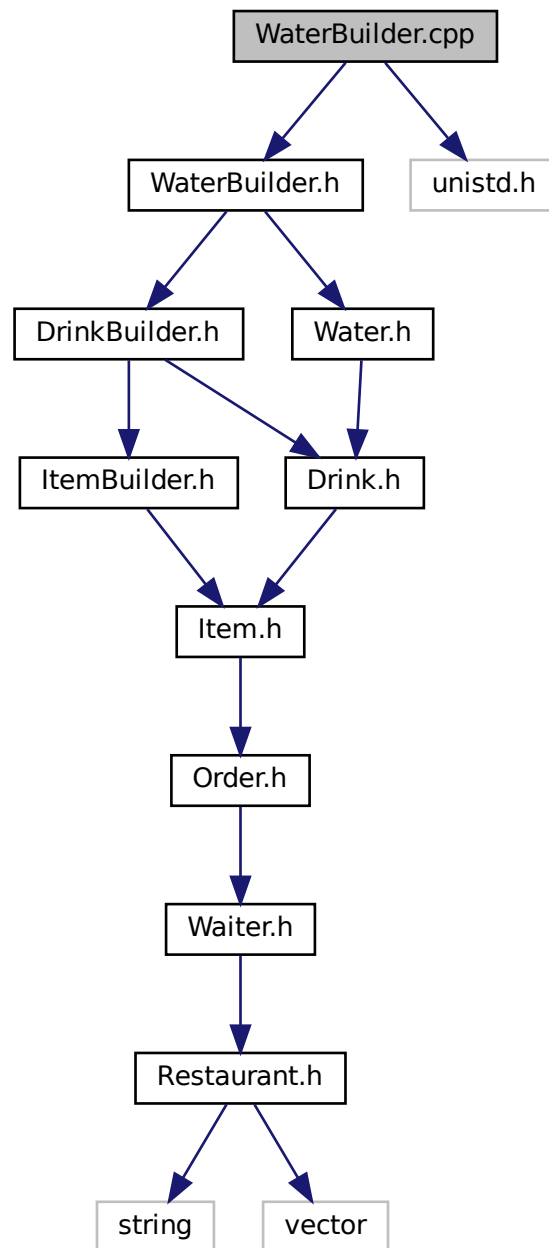 WaterBuilder.cpp
WaterBuilder.h
unistd.h
DrinkBuilder.h
Water.h
ItemBuilder.h
Drink.h
Item.h
Order.h
Waiter.h
Restaurant.h
string
vector